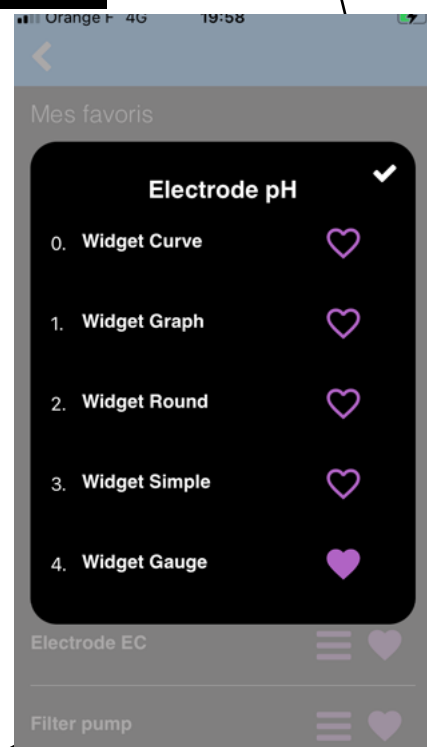 Orange F 4G 19:58
Mes favoris
Electrode pH
0. Widget Curve
1. Widget Graph
2. Widget Round
3. Widget Simple
4. Widget Gauge
Electrode EC
Filter pump